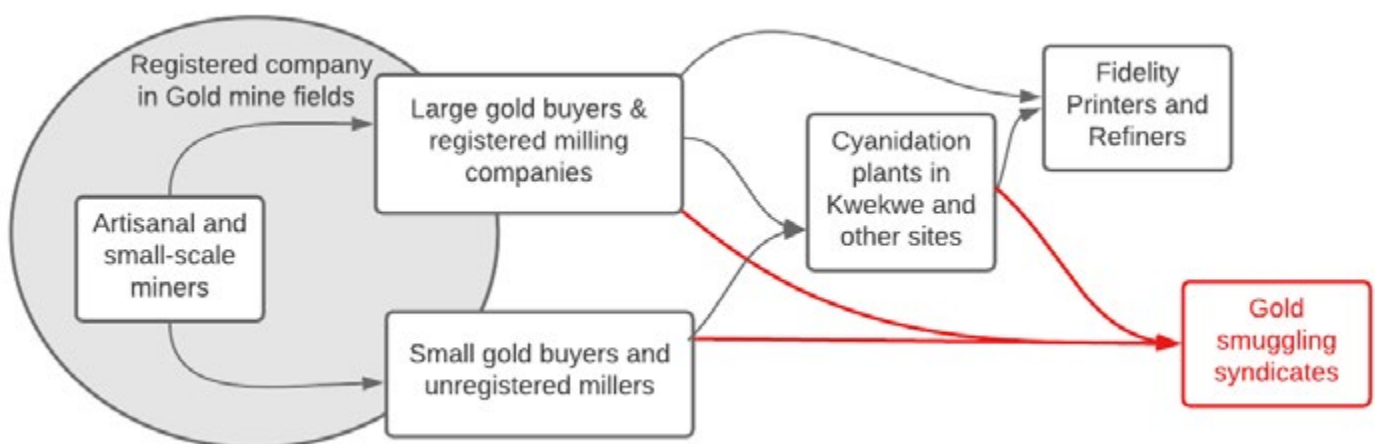 Registered company
in Gold mine fields
Artisanal and
small-scale
miners
Large gold buyers &
registered milling
companies
Small gold buyers and
unregistered millers
Cyanidation
plants in
Kwekwe and
other sites
Fidelity
Printers and
Refiners
Gold
smuggling
syndicates